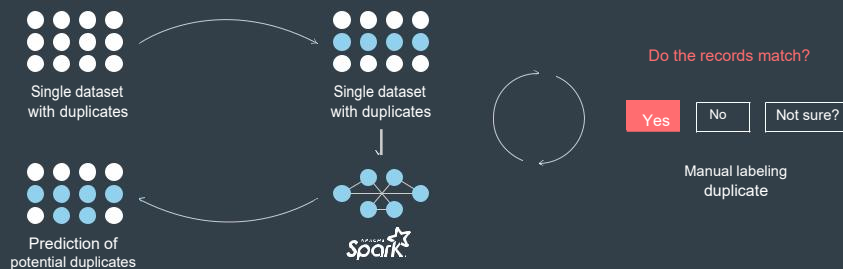 Single dataset
with duplicates
Single dataset
with duplicates
Do the records match?
Yes
No
Not sure?
Manual labeling
duplicate
Prediction of
potential duplicates
APACHE
Spark